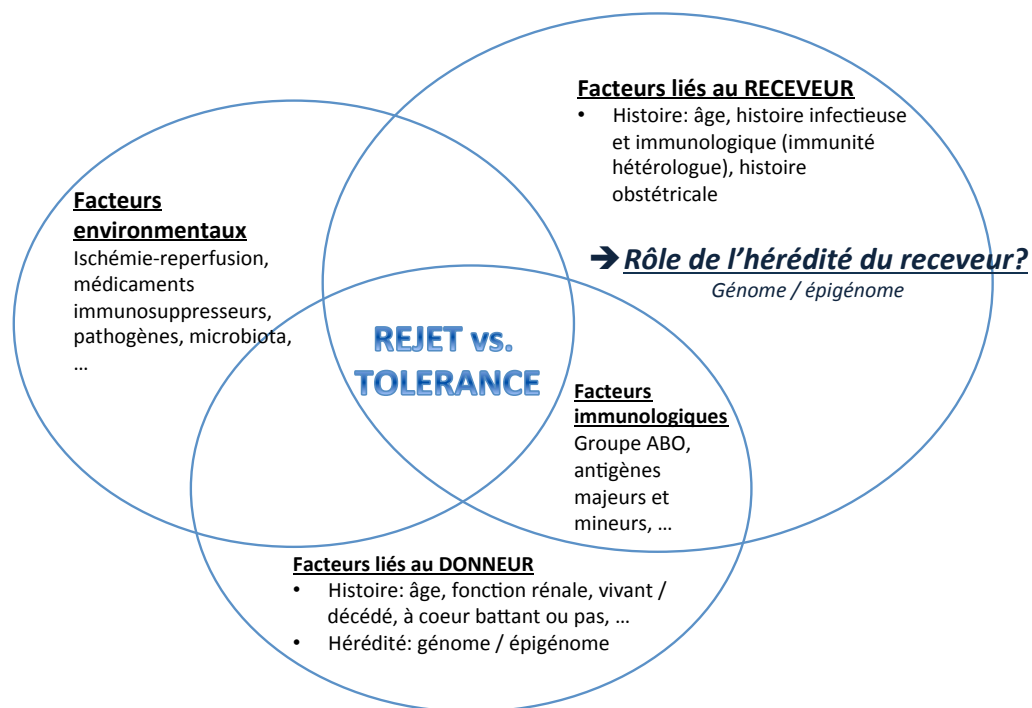 Facteurs liés au RECEVEUR
• Histoire: âge, histoire infectieuse
et immunologique (immunité
hétérologue), histoire
obstétricale
Facteurs
environmentaux
Ischémie-reperfusion,
médicaments
immunosuppresseurs,
pathogènes, microbiota,
...
➔ Rôle de l’hérédité du receveur?
Génome / épigénome
REJET vs.
TOLERANCE
Facteurs
immunologiques
Groupe ABO,
antigènes
majeurs et
mineurs, ...
Facteurs liés au DONNEUR
• Histoire: âge, fonction rénale, vivant /
décédé, à coeur battant ou pas, ...
• Hérédité: génome / épigénome